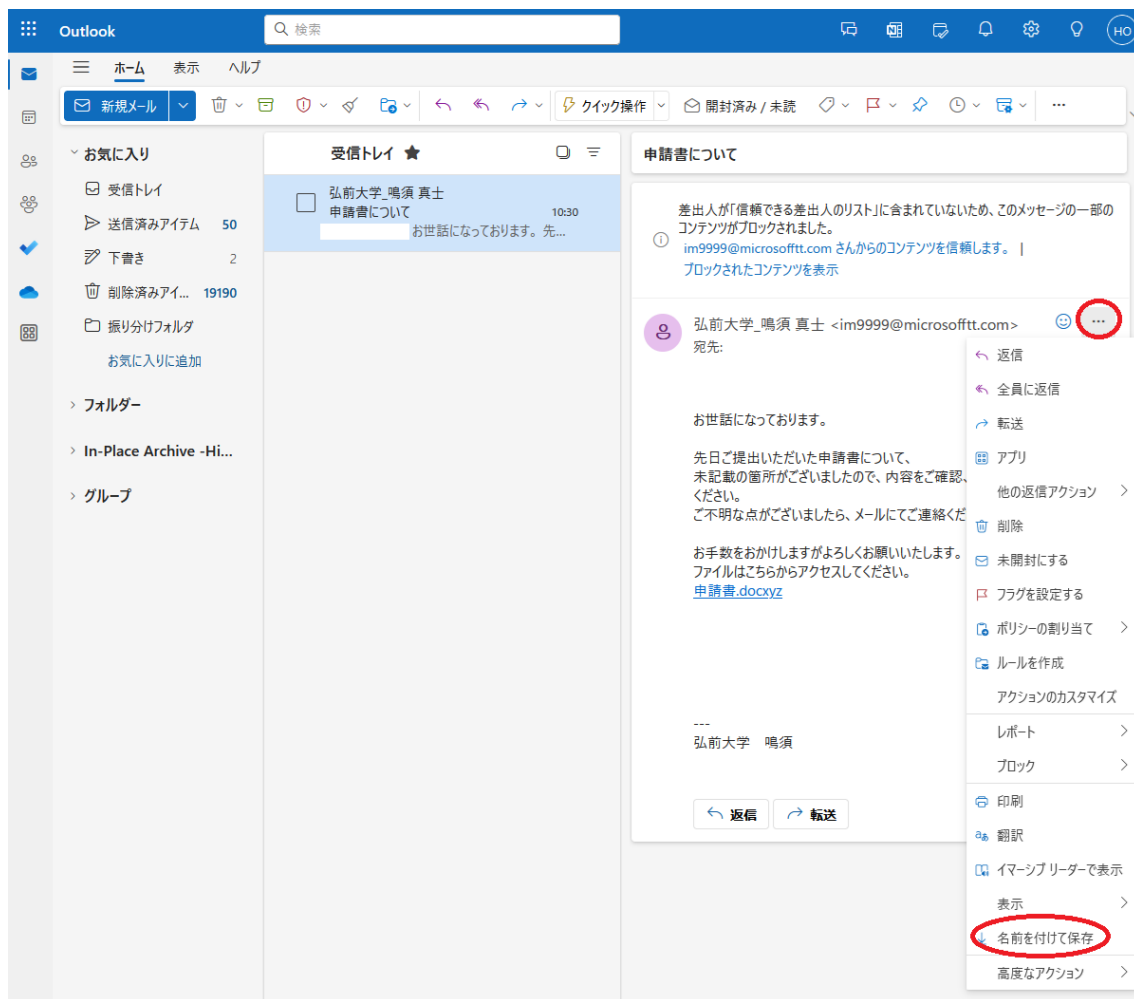 Outlook
検索
HO
ホーム 表示 ヘルプ
新規メール
クイック操作
開封済み / 未読
お気に入り
受信トレイ
送信済みアイテム 50
下書き 2
削除済みアイ... 19190
振り分けフォルダ
お気に入りに追加
フォルダー
In-Place Archive -Hi...
グループ
受信トレイ
弘前大学_鳴須 真士
申請書について 10:30
お世話になっております。先...
申請書について
差出人が「信頼できる差出人のリスト」に含まれていないため、このメッセージの一部の
コンテンツがブロックされました。
im9999@microsofttt.com さんからのコンテンツを信頼します。 |
ブロックされたコンテンツを表示
弘前大学_鳴須 真士 <im9999@microsofttt.com>
宛先:
お世話になっております。
先日ご提出いただいた申請書について、
未記載の箇所がございましたので、内容をご確認、
ください。
ご不明な点がございましたら、メールにてご連絡くだ
お手数をおかけしますがよろしくお願いいたします。
ファイルはこちらからアクセスしてください。
申請書.docxyz
---
弘前大学 鳴須
返信 転送
返信
全員に返信
転送
アプリ
他の返信アクション
削除
未開封にする
フラグを設定する
ポリシーの割り当て
ルールを作成
アクションのカスタマイズ
レポート
ブロック
印刷
翻訳
イマーシブ リーダーで表示
表示
名前を付けて保存
高度なアクション